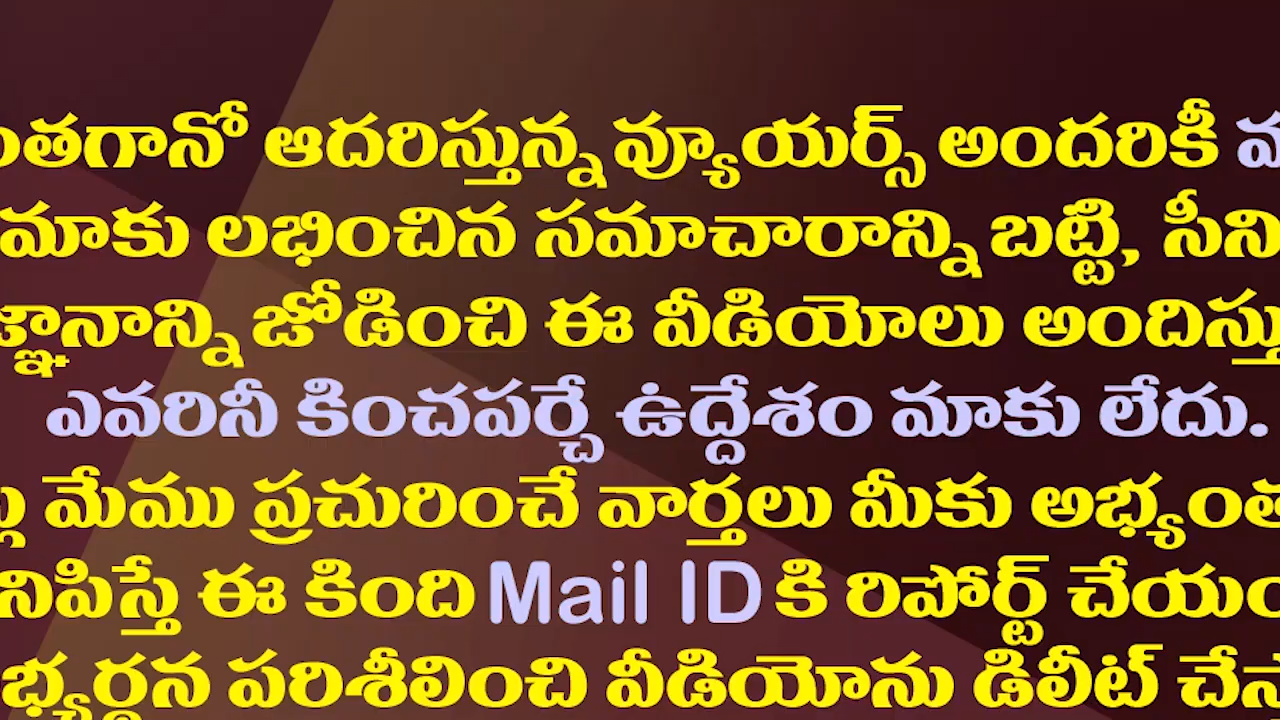 ంతగానో ఆదరిస్తున్న వ్యూయర్స్ అందరికీ
మాకు లభించిన సమాచారాన్ని బట్టి, సీని
జ్ఞానాన్ని జోడించి ఈ వీడియోలు అందిస్తు
ఎవరినీ కించపర్చే ఉద్దేశం మాకు లేదు.
మేము ప్రచురించే వార్తలు మీకు అభ్యంత
నిపిస్తే ఈ కింది Mail ID కి రిపోర్ట్ చేయం
భ్యర్థన పరిశీలించి వీడియోను డిలీట్ చేస